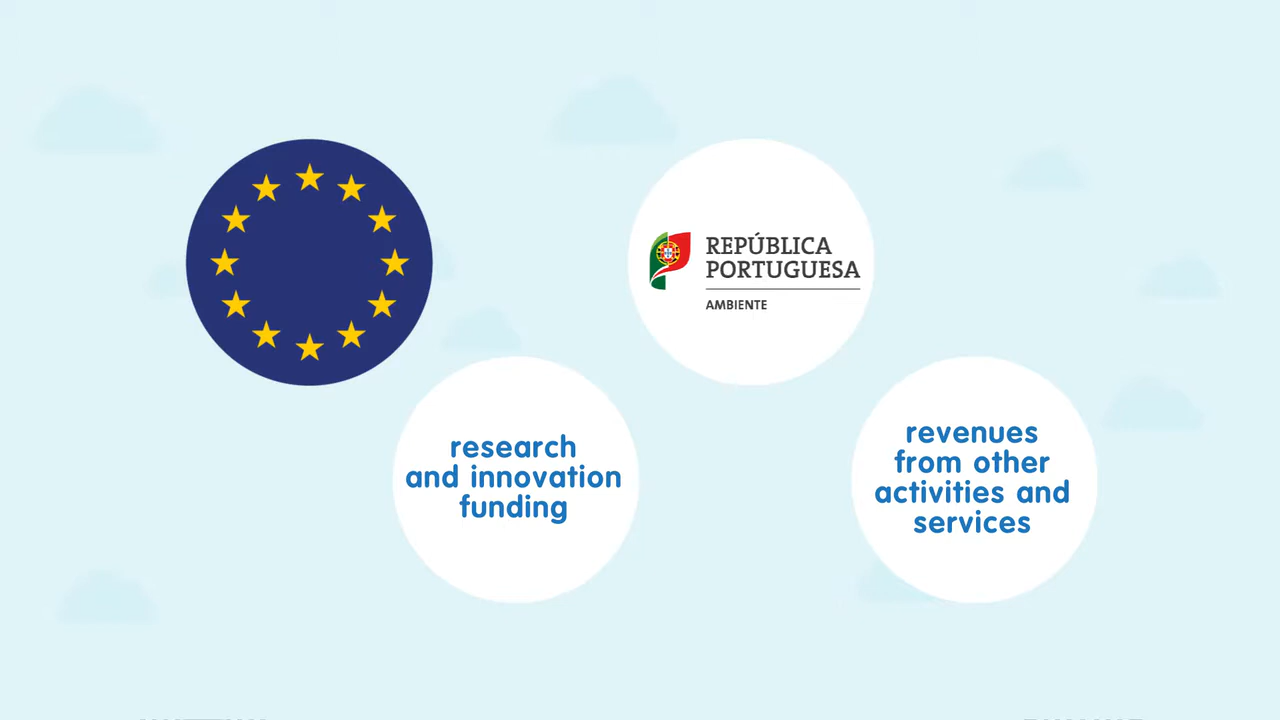 REPÚBLICA
PORTUGUESA
AMBIENTE
research
and innovation
funding
revenues
from other
activities and
services